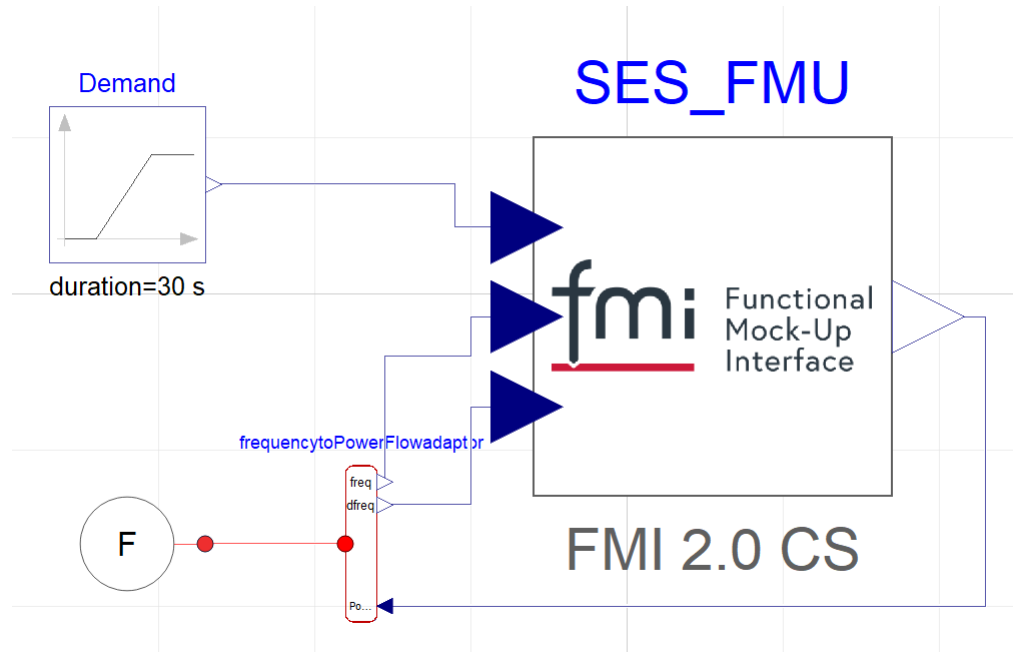 Demand
SES_FMU
duration=30 s
fmi
Functional
Mock-Up
Interface
frequencytoPowerFlowadaptor
freq
dfreq
F
FMI 2.0 CS
Po...